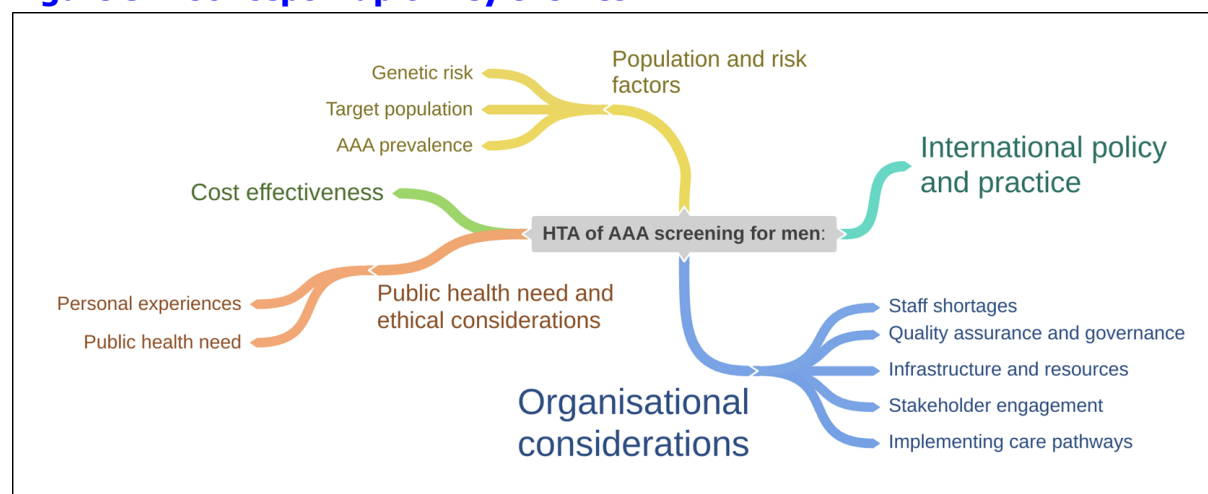 Genetic risk
Target population
AAA prevalence
Population and risk
factors
International policy
and practice
Cost effectiveness
HTA of AAA screening for men:
Public health need and
ethical considerations
Personal experiences
Public health need
Organisational
considerations
Staff shortages
Quality assurance and governance
Infrastructure and resources
Stakeholder engagement
Implementing care pathways